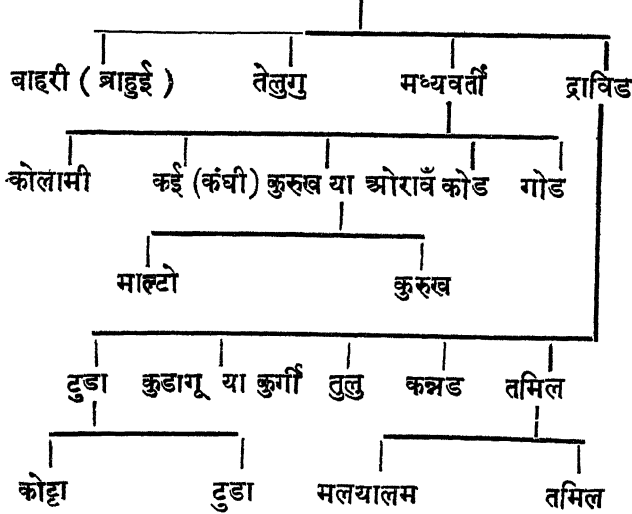 बाहरी ( ब्राहुई ) तेलुगु मध्यवर्ती द्राविड
कोलामी कई (कंघी) कुरुख या ओरावँ कोड गोड
माल्टो कुरुख
टुडा कुडागू या कुर्गी तुलु कन्नड तमिल
कोट्टा टुडा मलयालम तमिल